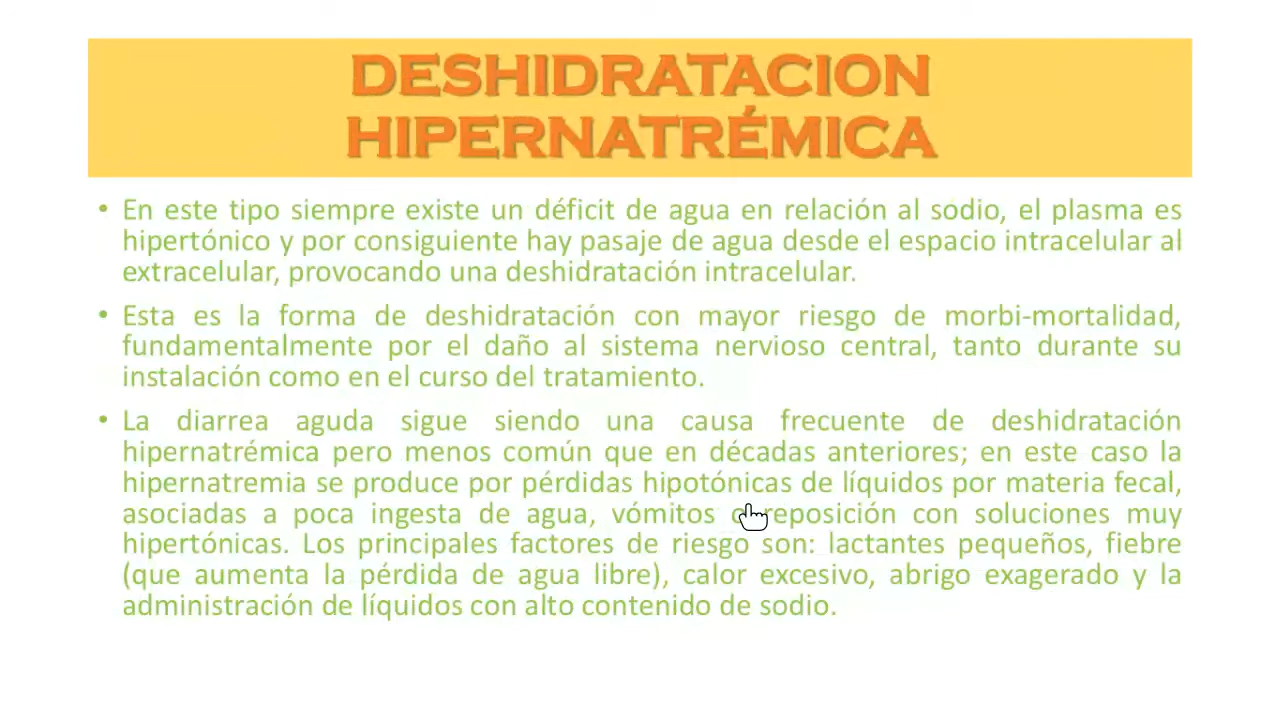 DESHIDRATACION
HIPERNATRÉMICA
• En este tipo siempre existe un déficit de agua en relación al sodio, el plasma es
hipertónico y por consiguiente hay pasaje de agua desde el espacio intracelular al
extracelular, provocando una deshidratación intracelular.
• Esta es la forma de deshidratación con mayor riesgo de morbi-mortalidad,
fundamentalmente por el daño al sistema nervioso central, tanto durante su
instalación como en el curso del tratamiento.
• La diarrea aguda sigue siendo una causa frecuente de deshidratación
hipernatrémica pero menos común que en décadas anteriores; en este caso la
hipernatremia se produce por pérdidas hipotónicas de líquidos por materia fecal,
asociadas a poca ingesta de agua, vómitos o reposición con soluciones muy
hipertónicas. Los principales factores de riesgo son: lactantes pequeños, fiebre
(que aumenta la pérdida de agua libre), calor excesivo, abrigo exagerado y la
administración de líquidos con alto contenido de sodio.